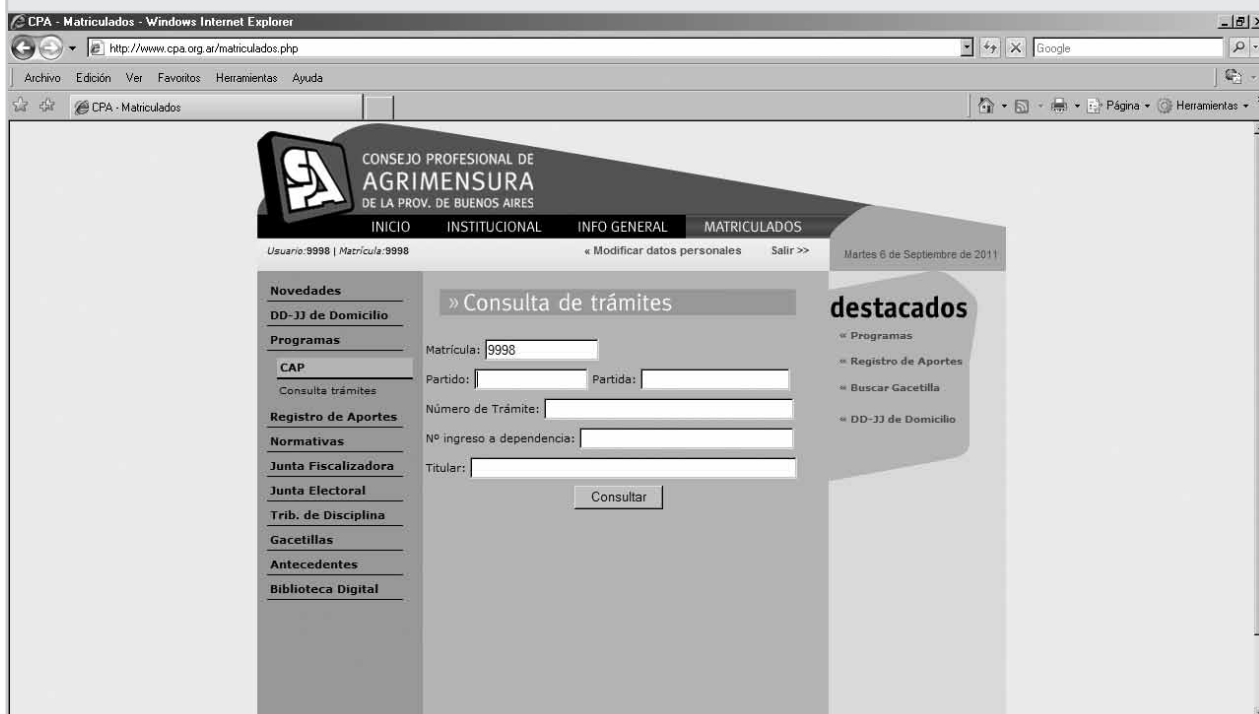 CPA - Matriculados - Windows Internet Explorer
http://www.cpa.org.ar/matriculados.php
Google
Archivo Edición Ver Favoritos Herramientas Ayuda
CPA - Matriculados
Página
Herramientas
CPA
CONSEJO PROFESIONAL DE
AGRIMENSURA
DE LA PROV. DE BUENOS AIRES
INICIO INSTITUCIONAL INFO GENERAL MATRICULADOS
Usuario:9998 | Matrícula:9998
« Modificar datos personales
Salir >>
Martes 6 de Septiembre de 2011
Novedades
DD-JJ de Domicilio
Programas
CAP
Consulta trámites
Registro de Aportes
Normativas
Junta Fiscalizadora
Junta Electoral
Trib. de Disciplina
Gacetillas
Antecedentes
Biblioteca Digital
» Consulta de trámites
Matrícula: 9998
Partido: Partida:
Número de Trámite:
Nº ingreso a dependencia:
Titular:
Consultar
destacados
« Programas
« Registro de Aportes
« Buscar Gacetilla
« DD-JJ de Domicilio